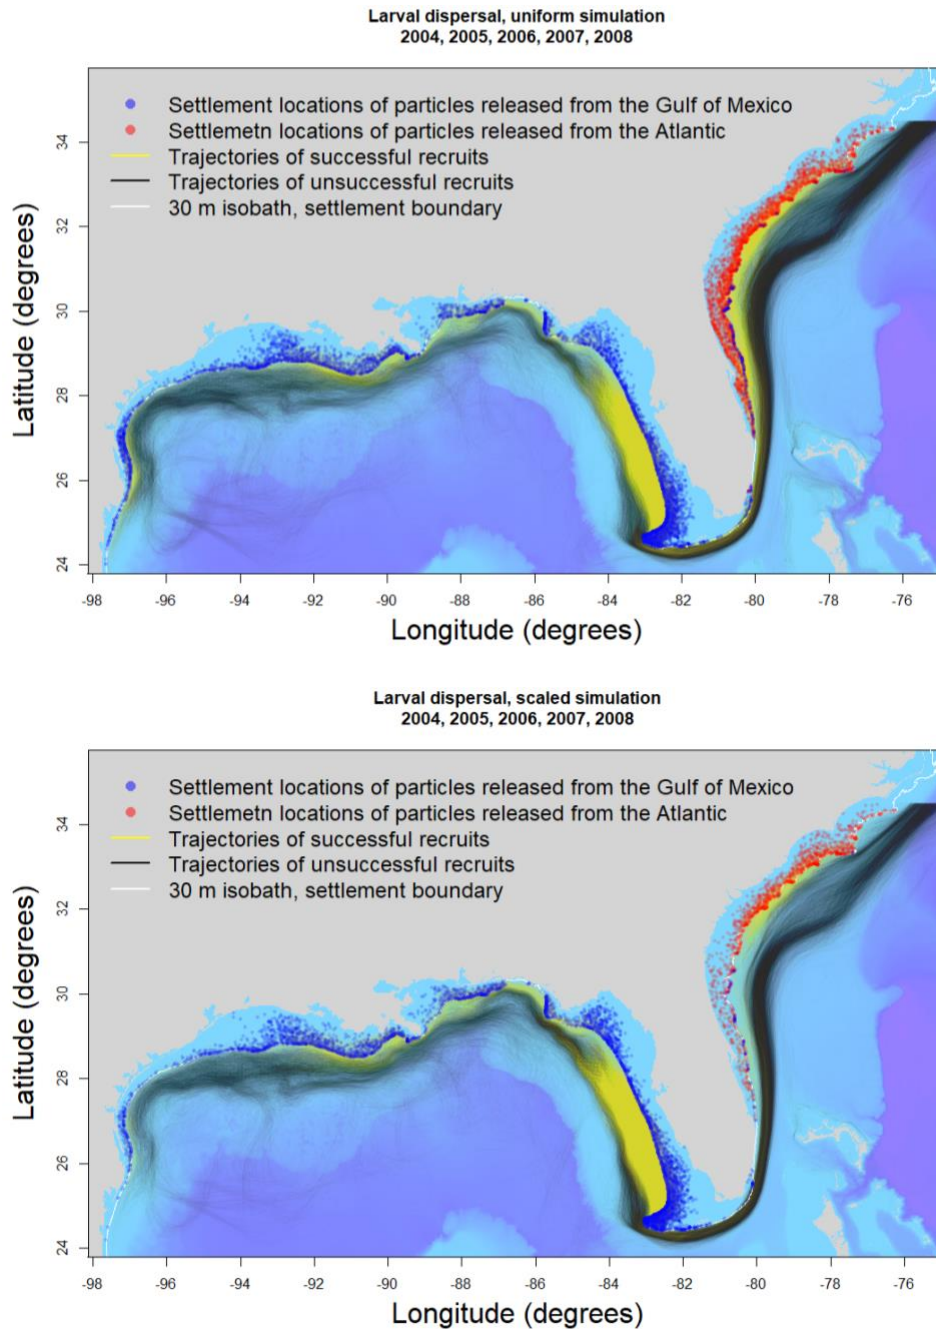 Larval dispersal, uniform simulation
2004, 2005, 2006, 2007, 2008
Settlement locations of particles released from the Gulf of Mexico
Settlemetn locations of particles released from the Atlantic
Trajectories of successful recruits
Trajectories of unsuccessful recruits
30 m isobath, settlement boundary
Latitude (degrees)
34
32
30
28
26
24
-98 -96 -94 -92 -90 -88 -86 -84 -82 -80 -78 -76
Longitude (degrees)
Larval dispersal, scaled simulation
2004, 2005, 2006, 2007, 2008
Settlement locations of particles released from the Gulf of Mexico
Settlemetn locations of particles released from the Atlantic
Trajectories of successful recruits
Trajectories of unsuccessful recruits
30 m isobath, settlement boundary
Latitude (degrees)
34
32
30
28
26
24
-98 -96 -94 -92 -90 -88 -86 -84 -82 -80 -78 -76
Longitude (degrees)